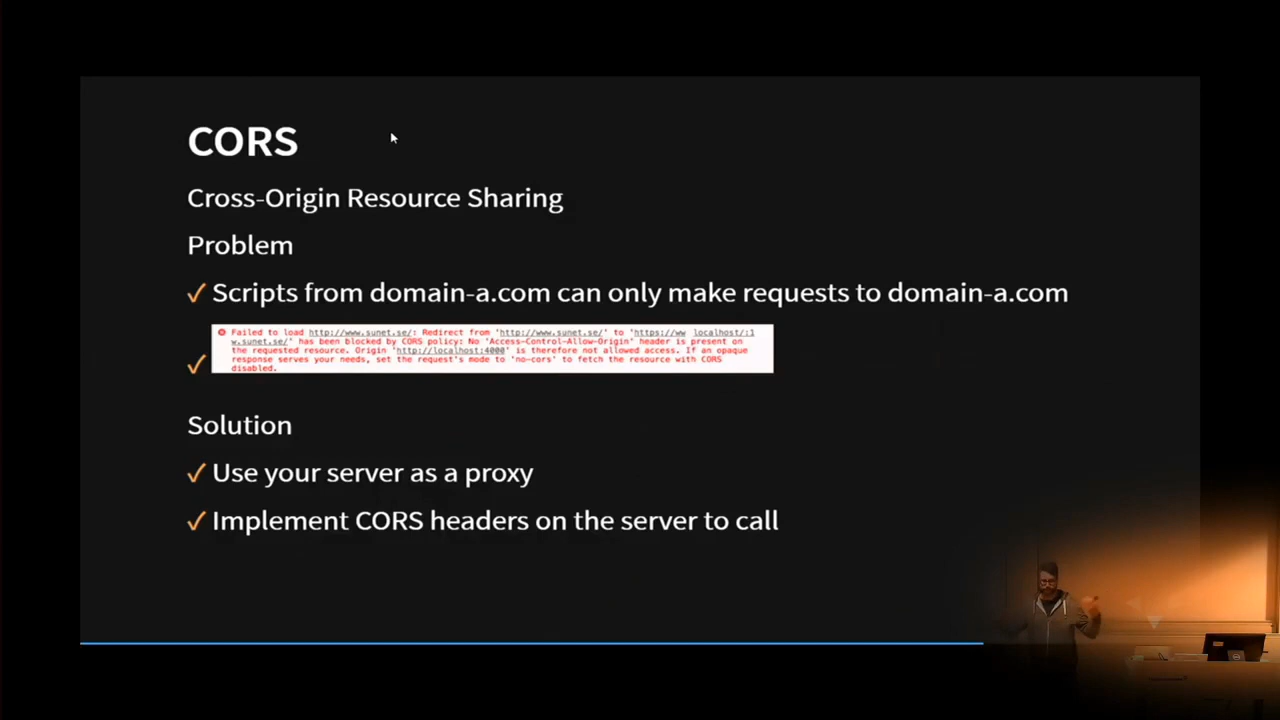 CORS
Cross-Origin Resource Sharing
Problem
✓ Scripts from domain-a.com can only make requests to domain-a.com
✓ Failed to load http://www.sunet.se/: Redirect from 'http://www.sunet.se/' to 'https://ww localhost/:1
w.sunet.se/' has been blocked by CORS policy: No 'Access-Control-Allow-Origin' header is present on
the requested resource. Origin 'http://localhost:4000' is therefore not allowed access. If an opaque
response serves your needs, set the request's mode to 'no-cors' to fetch the resource with CORS
disabled.
Solution
✓ Use your server as a proxy
✓ Implement CORS headers on the server to call